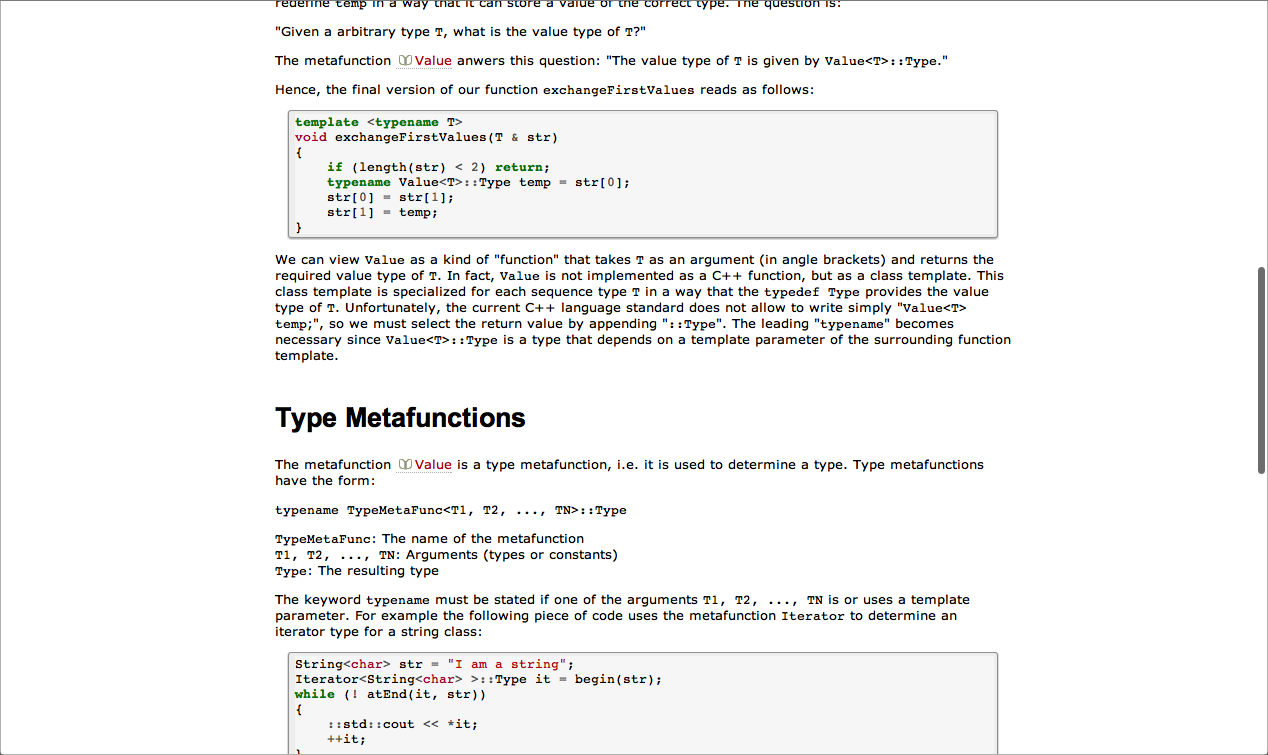 redefine temp in a way that it can store a value of the correct type. The question is:
"Given a arbitrary type T, what is the value type of T?"
The metafunction Value anwers this question: "The value type of T is given by Value<T>::Type."
Hence, the final version of our function exchangeFirstValues reads as follows:
template <typename T>
void exchangeFirstValues(T & str)
{
    if (length(str) < 2) return;
    typename Value<T>::Type temp = str[0];
    str[0] = str[1];
    str[1] = temp;
}
We can view Value as a kind of "function" that takes T as an argument (in angle brackets) and returns the
required value type of T. In fact, Value is not implemented as a C++ function, but as a class template. This
class template is specialized for each sequence type T in a way that the typedef Type provides the value
type of T. Unfortunately, the current C++ language standard does not allow to write simply "Value<T>
temp;", so we must select the return value by appending "::Type". The leading "typename" becomes
necessary since Value<T>::Type is a type that depends on a template parameter of the surrounding function
template.
Type Metafunctions
The metafunction Value is a type metafunction, i.e. it is used to determine a type. Type metafunctions
have the form:
typename TypeMetaFunc<T1, T2, ..., TN>::Type
TypeMetaFunc: The name of the metafunction
T1, T2, ..., TN: Arguments (types or constants)
Type: The resulting type
The keyword typename must be stated if one of the arguments T1, T2, ..., TN is or uses a template
parameter. For example the following piece of code uses the metafunction Iterator to determine an
iterator type for a string class:
String<char> str = "I am a string";
Iterator<String<char> >::Type it = begin(str);
while (! atEnd(it, str))
{
    ::std::cout << *it;
    ++it;
}